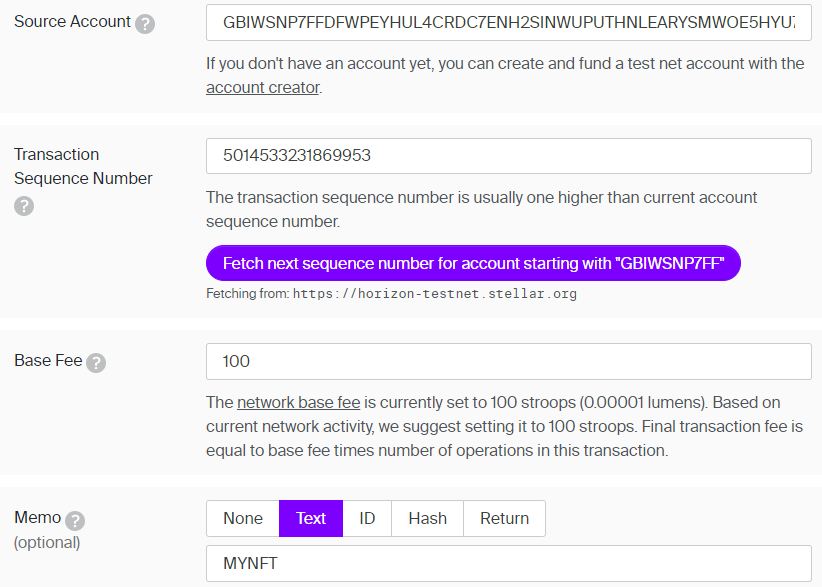 Source Account ?
GBIWSNP7FFDFWPEYHUL4CRDC7ENH2SINWUPUTHNLEARYSMWOE5HYU7
If you don't have an account yet, you can create and fund a test net account with the
account creator.
Transaction
Sequence Number
?
5014533231869953
The transaction sequence number is usually one higher than current account
sequence number.
Fetch next sequence number for account starting with "GBIWSNP7FF"
Fetching from: https://horizon-testnet.stellar.org
Base Fee ?
100
The network base fee is currently set to 100 stroops (0.00001 lumens). Based on
current network activity, we suggest setting it to 100 stroops. Final transaction fee is
equal to base fee times number of operations in this transaction.
Memo ?
(optional)
None Text ID Hash Return
MYNFT